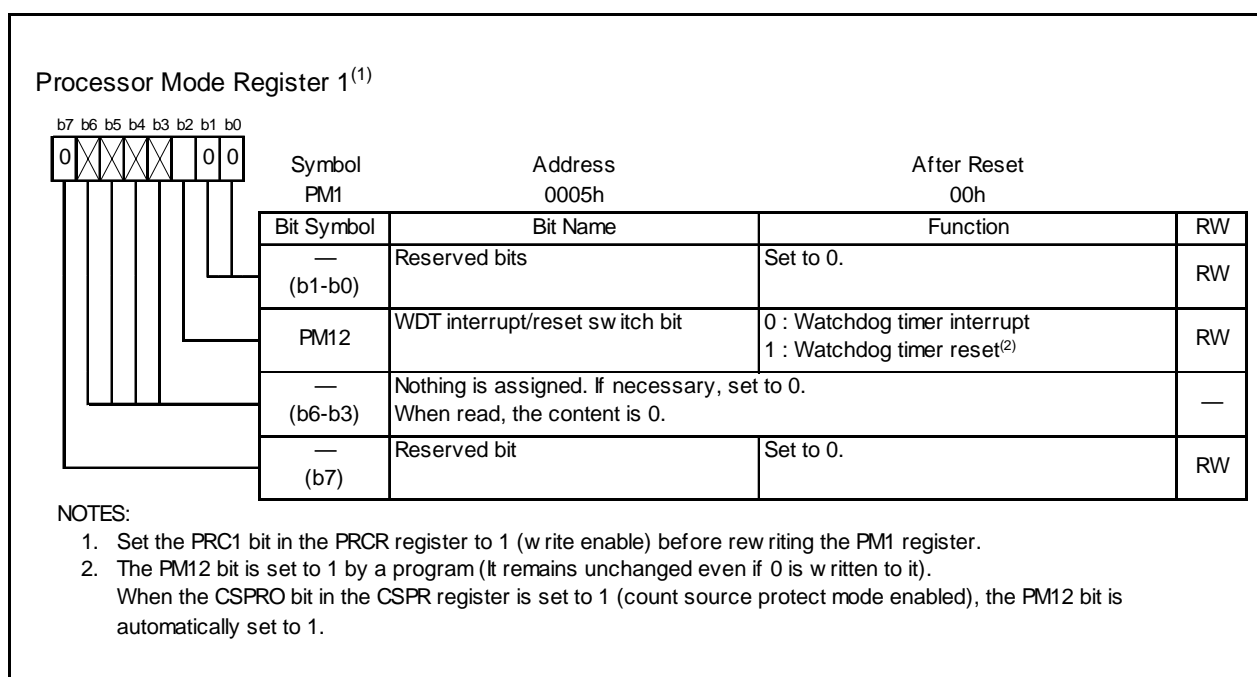 Processor Mode Register 1(1)
b7 b6 b5 b4 b3 b2 b1 b0
0 0 0
Symbol Address After Reset
PM1 0005h 00h
Bit Symbol Bit Name Function RW
— (b1-b0) Reserved bits Set to 0. RW
PM12 WDT interrupt/reset switch bit 0 : Watchdog timer interrupt
1 : Watchdog timer reset(2) RW
— (b6-b3) Nothing is assigned. If necessary, set to 0.
When read, the content is 0. —
— (b7) Reserved bit Set to 0. RW
NOTES:
1. Set the PRC1 bit in the PRCR register to 1 (write enable) before rewriting the PM1 register.
2. The PM12 bit is set to 1 by a program (It remains unchanged even if 0 is written to it).
When the CSPRO bit in the CSPR register is set to 1 (count source protect mode enabled), the PM12 bit is
automatically set to 1.